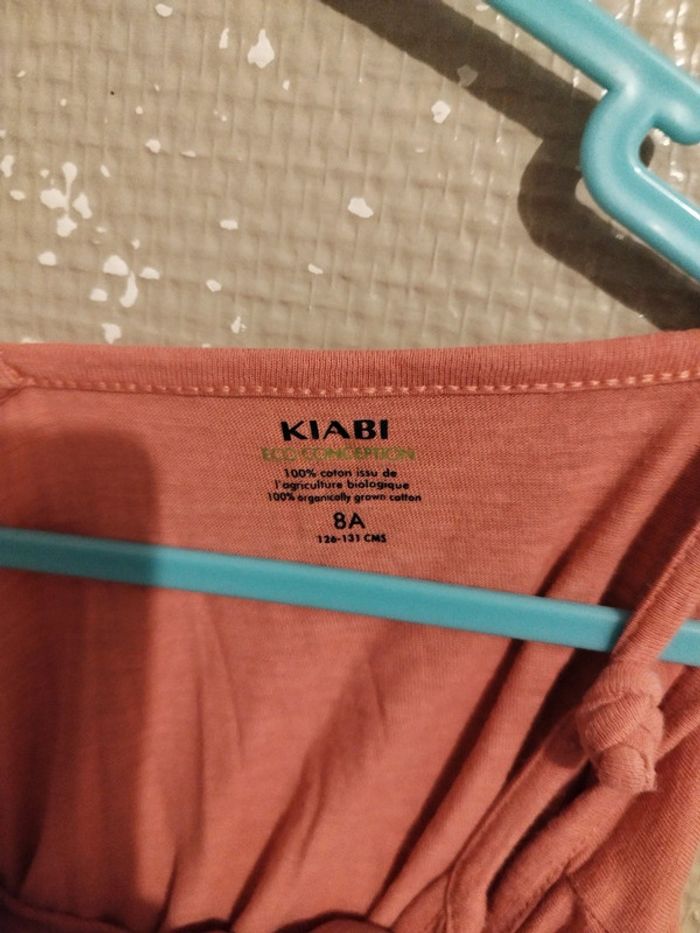 KIABI
ECO CONCEPTION
100% coton issu de
l'agriculture biologique
100% organically grown cotton
8A
126-131 CMS